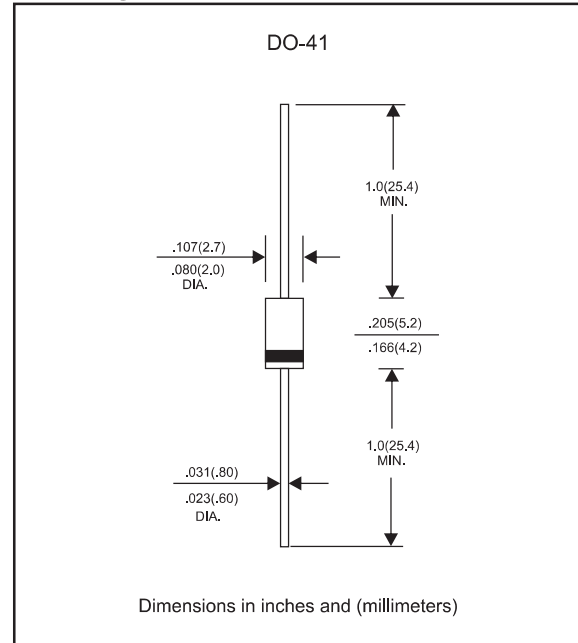 DO-41
1.0(25.4)
MIN.
.107(2.7)
.080(2.0)
DIA.
.205(5.2)
.166(4.2)
1.0(25.4)
MIN.
.031(.80)
.023(.60)
DIA.
Dimensions in inches and (millimeters)